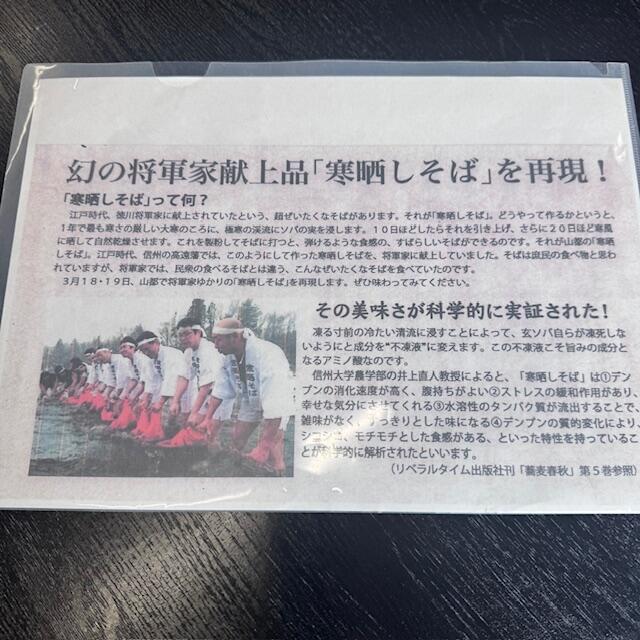 幻の将軍家献上品「寒晒しそば」を再現！
「寒晒しそば」って何？
江戸時代、徳川将軍家に献上されていたという、超ぜいたくなそばがあります。それが「寒晒しそば」。どうやって作るかというと、
1年で最も寒さの厳しい大寒のころに、極寒の渓流にソバの実を浸します。１０日ほどしたらそれを引き上げ、さらに２０日ほど寒風
に晒して自然乾燥させます。これを製粉してそばに打つと、弾けるような食感の、すばらしいそばができるのです。それが山都の「寒晒
しそば」。江戸時代、信州の高遠藩では、このようにして作った寒晒しそばを、将軍家に献上していました。そばは庶民の食べ物と思わ
れていますが、将軍家では、民衆の食べるそばとは違う、こんなぜいたくなそばを食べていたのです。
３月１８・１９日、山都で将軍家ゆかりの「寒晒しそば」を再現します。ぜひ味わってみてください。
その美味さが科学的に実証された！
凍る寸前の冷たい清流に浸すことによって、玄ソバ自らが凍死しな
いようにと成分を“不凍液”に変えます。この不凍液こそ旨みの成分と
なるアミノ酸なのです。
信州大学農学部の井上直人教授によると、「寒晒しそば」は①デン
プンの消化速度が高く、腹持ちがよい②ストレスの緩和作用があり、
幸せな気分にさせてくれる③水溶性のタンパク質が流出することで、
雑味がなく、すっきりとした味になる④デンプンの質的変化により、
シコシコ、モチモチとした食感がある、といった特性を持っているこ
とが科学的に解析されたといいます。
（リベラルタイム出版社刊「蕎麦春秋」第５巻参照）